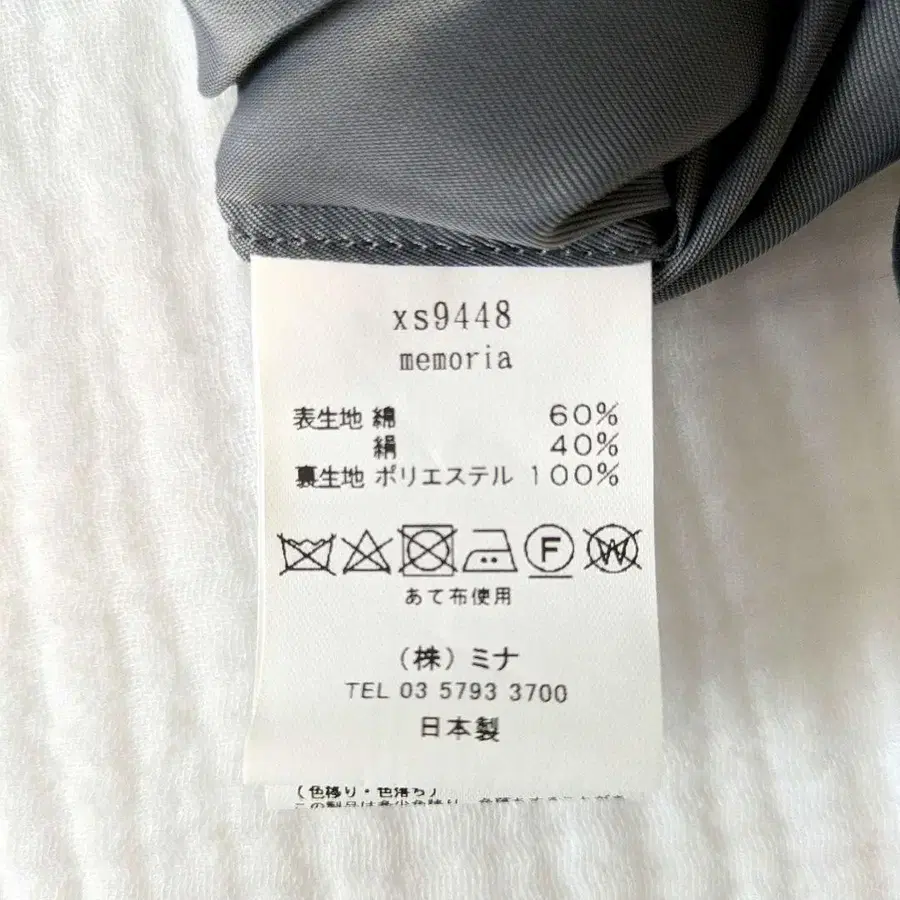 xs9448
memoria
表生地 綿 60%
絹 40%
裏生地 ポリエステル 100%
F W
あて布使用
(株) ミナ
TEL 03 5793 3700
日本製
(色移り・色落ち)